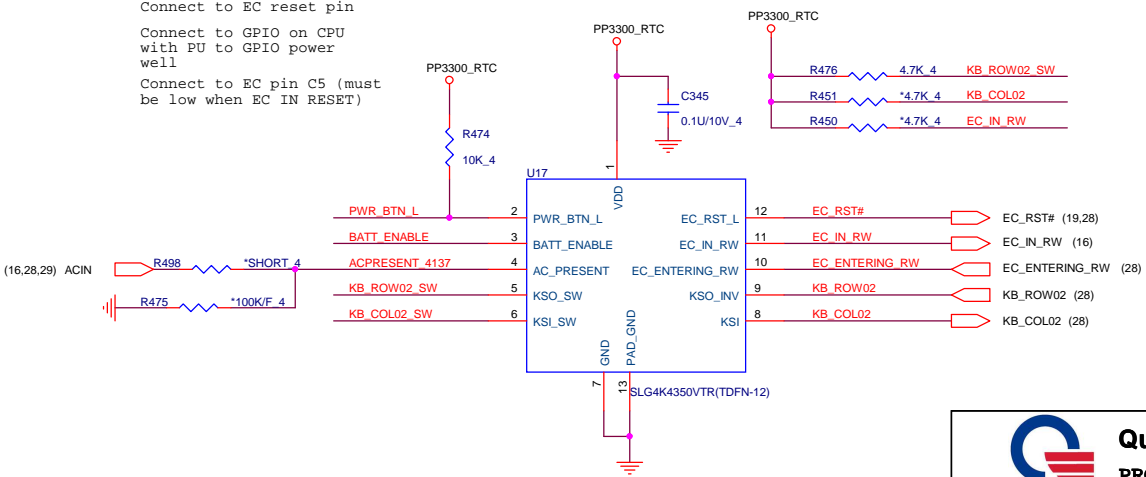 Connect to EC reset pin
Connect to GPIO on CPU
with PU to GPIO power
well
Connect to EC pin C5 (must
be low when EC IN RESET)
PP3300_RTC
R474
10K_4
PP3300_RTC
C345
0.1U/10V_4
PP3300_RTC
R476 4.7K_4 KB_ROW02_SW
R451 *4.7K_4 KB_COL02
R450 *4.7K_4 EC_IN_RW
U17
1
VDD
PWR_BTN_L 2 PWR_BTN_L
BATT_ENABLE 3 BATT_ENABLE
(16,28,29) ACIN R498 *SHORT_4 ACPRESENT_4137 4 AC_PRESENT
R475 *100K/F_4
KB_ROW02_SW 5 KSO_SW
KB_COL02_SW 6 KSI_SW
EC_RST_L 12 EC_RST# EC_RST# (19,28)
EC_IN_RW 11 EC_IN_RW EC_IN_RW (16)
EC_ENTERING_RW 10 EC_ENTERING_RW EC_ENTERING_RW (28)
KSO_INV 9 KB_ROW02 KB_ROW02 (28)
KSI 8 KB_COL02 KB_COL02 (28)
GND
PAD_GND
7
13
SLG4K4350VTR(TDFN-12)